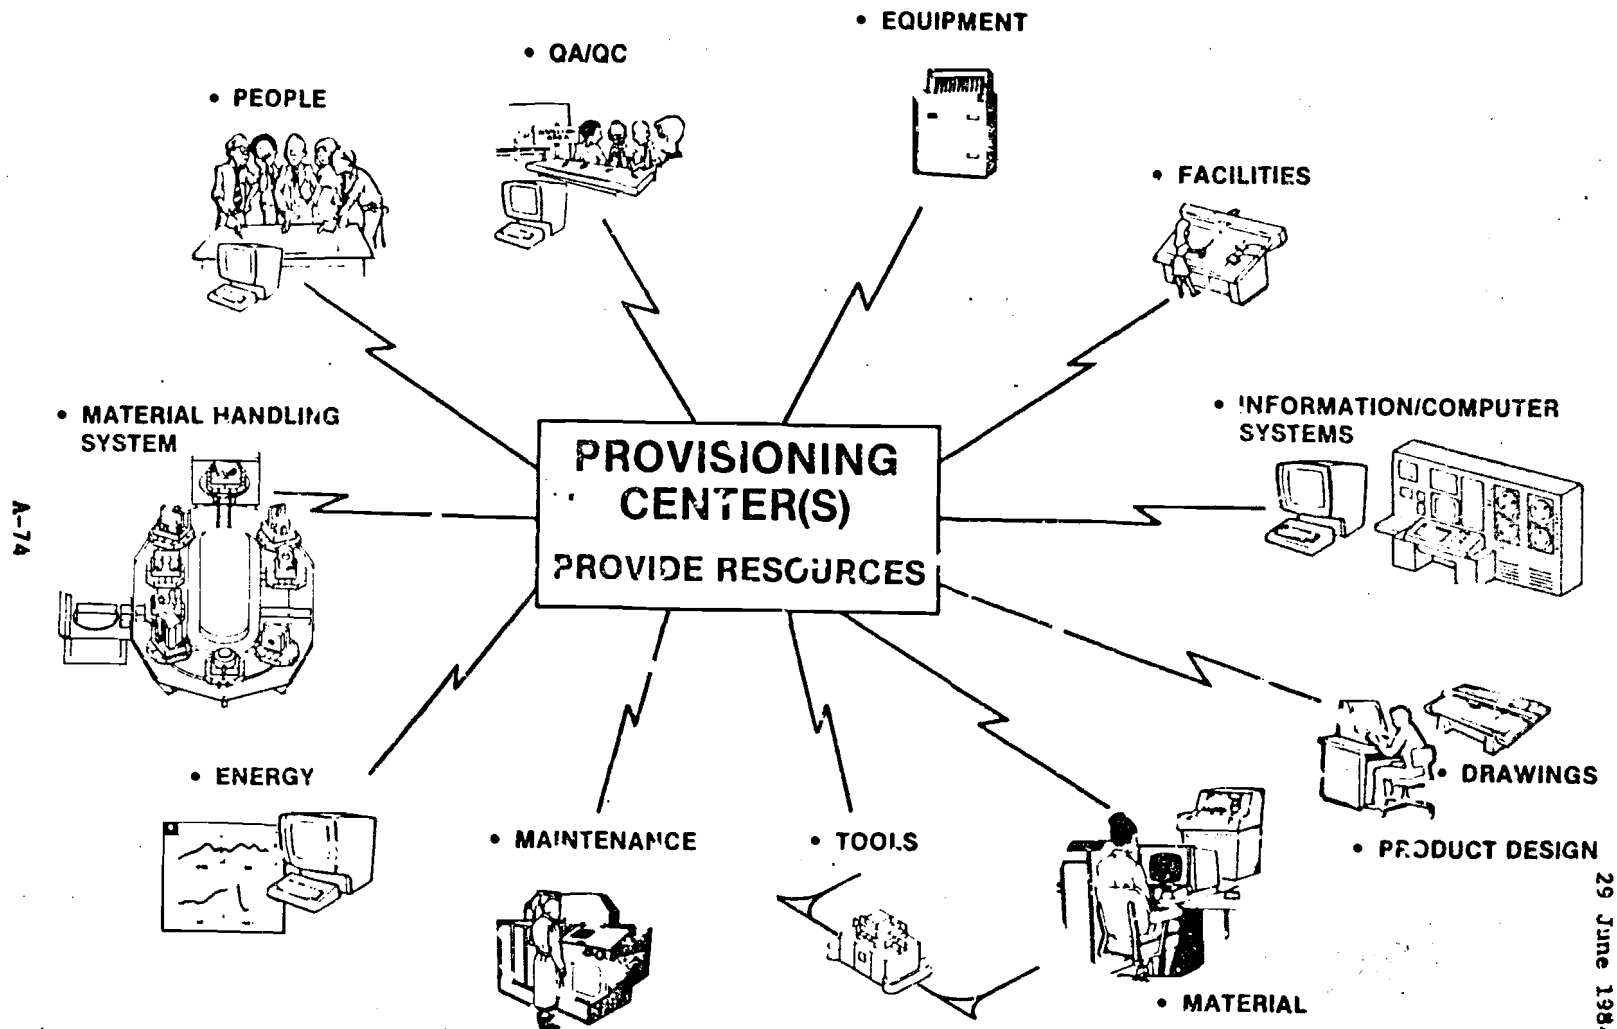 • EQUIPMENT
• QA/QC
• PEOPLE
• FACILITIES
• MATERIAL HANDLING
SYSTEM
• INFORMATION/COMPUTER
SYSTEMS
PROVISIONING
CENTER(S)
PROVIDE RESOURCES
A-74
• ENERGY
• DRAWINGS
• MAINTENANCE
• TOOLS
• PRODUCT DESIGN
• MATERIAL
29 June